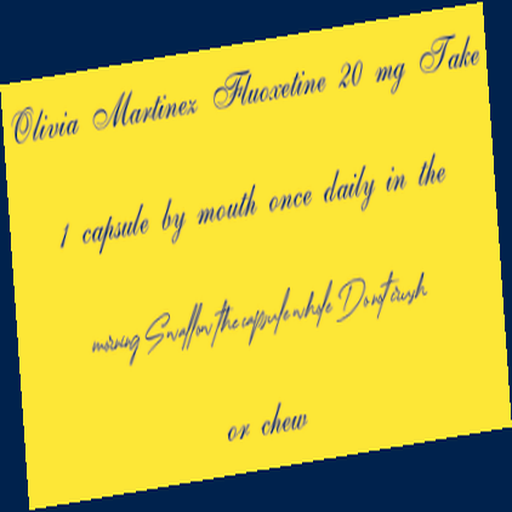 Olivia Martinez Fluoxetine 20 mg Take
1 capsule by mouth once daily in the
morning Swallow the capsule whole Do not crush
or chew